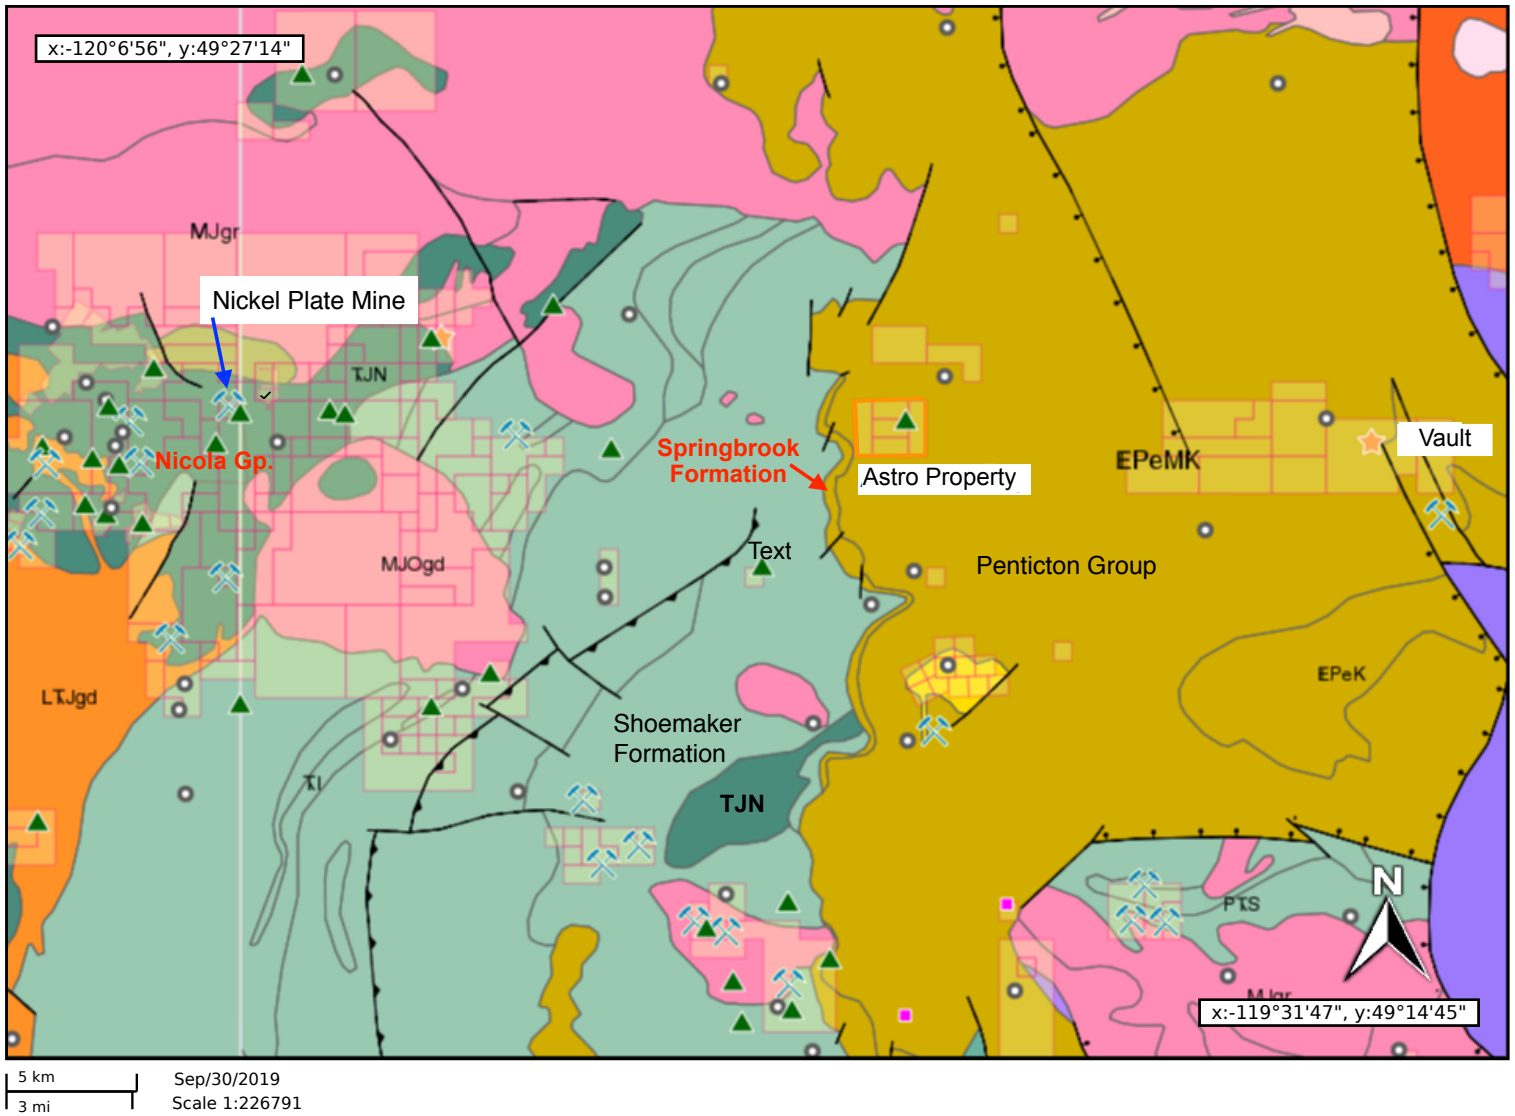 x:-120°6'56", y:49°27'14"
MJgr
Nickel Plate Mine
TJN
Nicola Gp.
Springbrook
Formation
Astro Property
EPeMK
Vault
MJOgd
Text
Penticton Group
EPeK
LTJgd
Shoemaker
Formation
TI
TJN
PTS
N
MJgr
x:-119°31'47", y:49°14'45"
5 km
3 mi
Sep/30/2019
Scale 1:226791